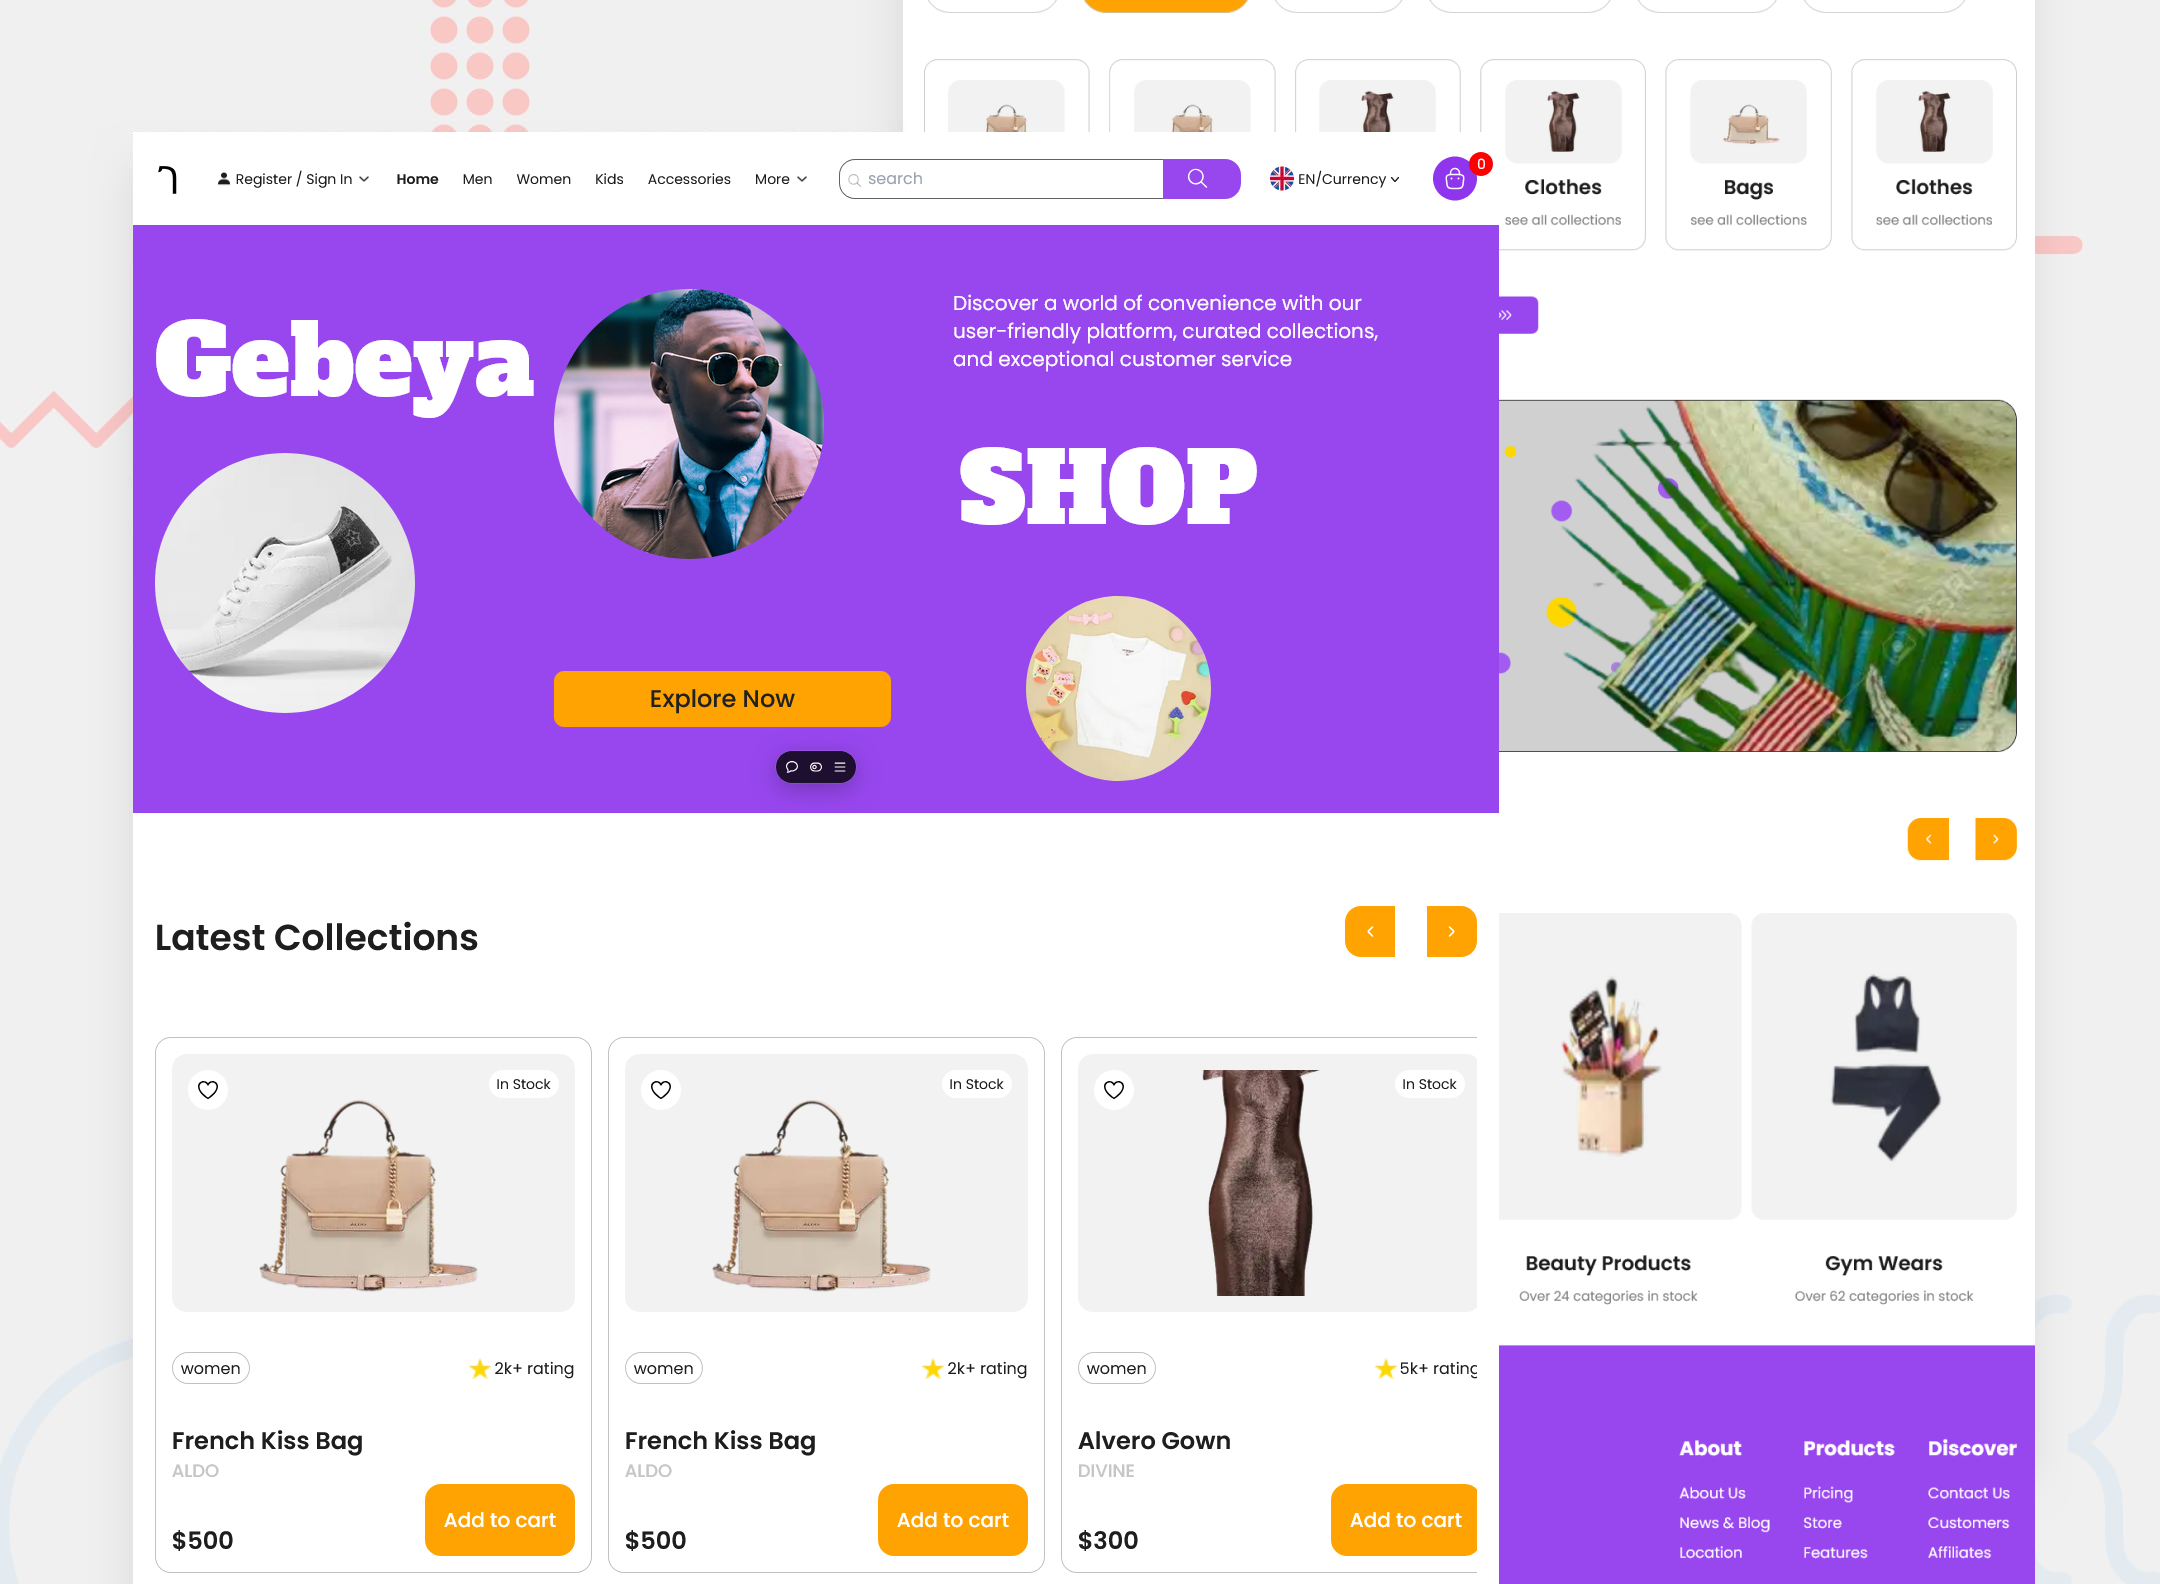 Register / Sign In
Home
Men
Women
Kids
Accessories
More
search
EN/Currency
0
Gebeya
Discover a world of convenience with our
user-friendly platform, curated collections,
and exceptional customer service
SHOP
Explore Now
Latest Collections
In Stock
women
2k+ rating
French Kiss Bag
ALDO
$500
Add to cart
In Stock
women
2k+ rating
French Kiss Bag
ALDO
$500
Add to cart
In Stock
women
5k+ rating
Alvero Gown
DIVINE
$300
Add to cart
Clothes
see all collections
Bags
see all collections
Clothes
see all collections
Beauty Products
Over 24 categories in stock
Gym Wears
Over 62 categories in stock
About
About Us
News & Blog
Location
Products
Pricing
Store
Features
Discover
Contact Us
Customers
Affiliates